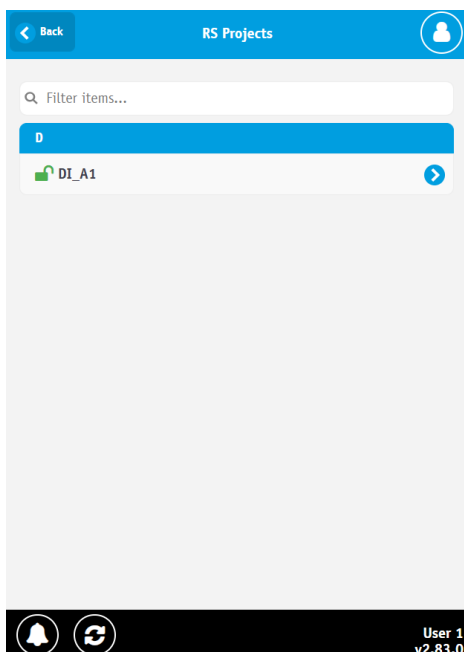 Back
RS Projects
Filter items...
D
DI_A1
User 1
v2.83.0